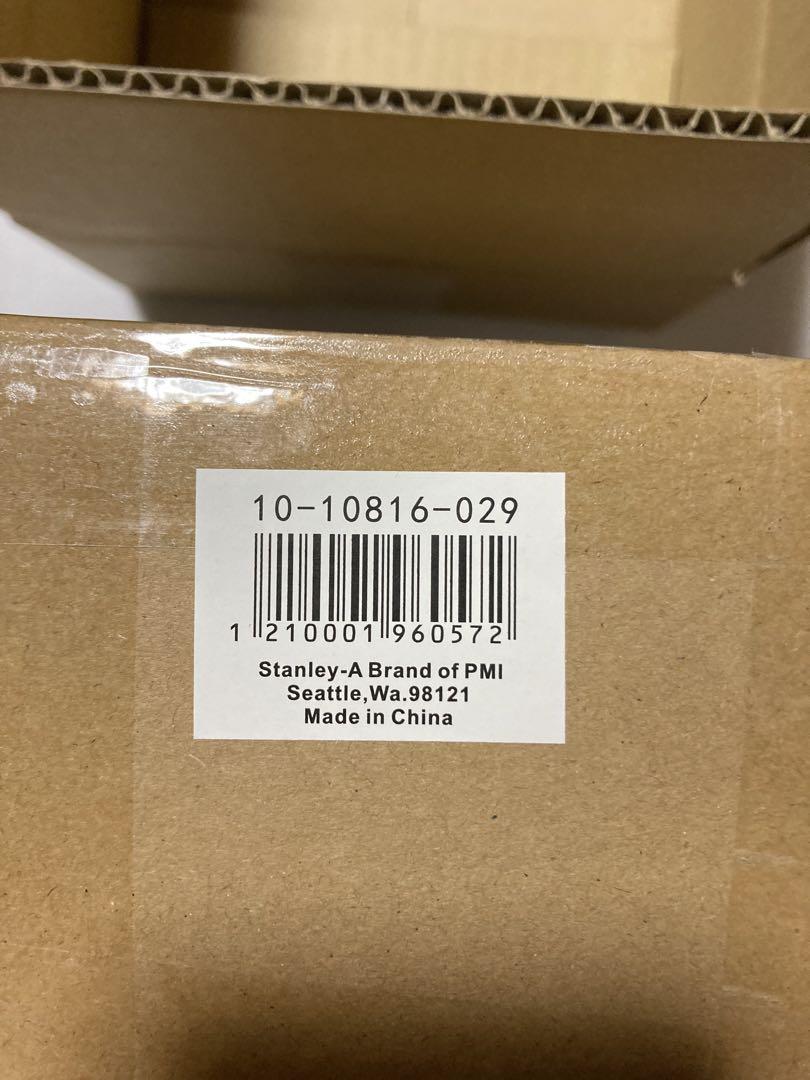 10-10816-029
1 210001 960572
Stanley-A Brand of PMI
Seattle,Wa.98121
Made in China